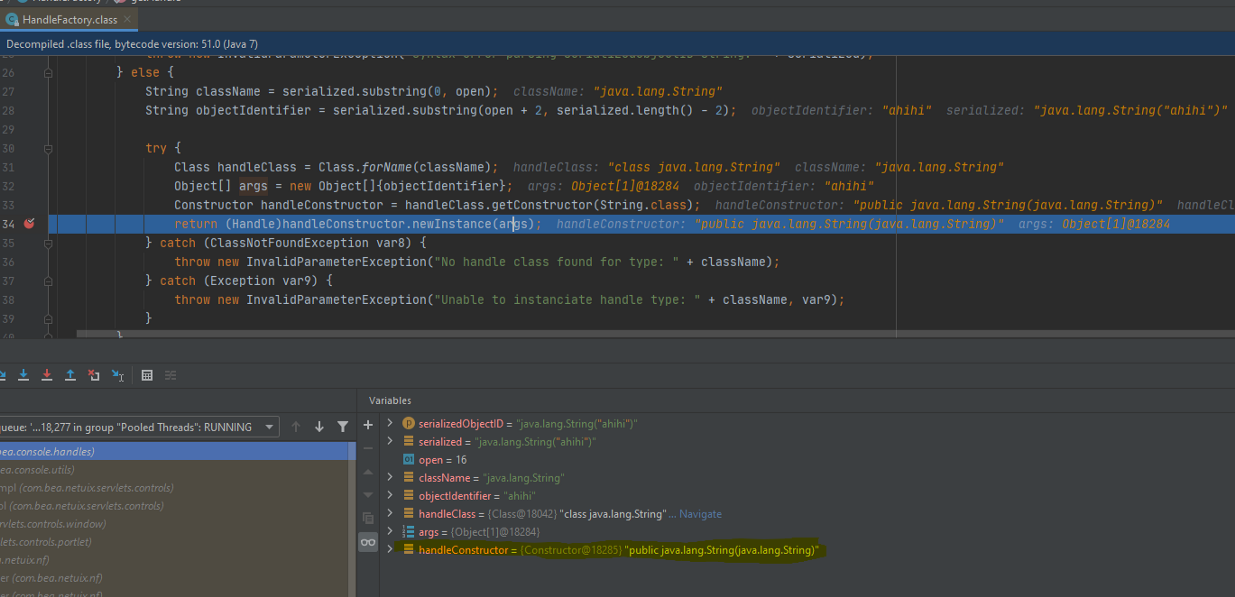 HandleFactory.class
Decompiled .class file, bytecode version: 51.0 (Java 7)
26 } else {
27 String className = serialized.substring(0, open); className: "java.lang.String"
28 String objectIdentifier = serialized.substring(open + 2, serialized.length() - 2); objectIdentifier: "ahihi" serialized: "java.lang.String("ahihi")"
29
30 try {
31 Class handleClass = Class.forName(className); handleClass: "class java.lang.String" className: "java.lang.String"
32 Object[] args = new Object[]{objectIdentifier}; args: Object[1]@18284 objectIdentifier: "ahihi"
33 Constructor handleConstructor = handleClass.getConstructor(String.class); handleConstructor: "public java.lang.String(java.lang.String)" handleCl
34 return (Handle)handleConstructor.newInstance(args); handleConstructor: "public java.lang.String(java.lang.String)" args: Object[1]@18284
35 } catch (ClassNotFoundException var8) {
36 throw new InvalidParameterException("No handle class found for type: " + className);
37 } catch (Exception var9) {
38 throw new InvalidParameterException("Unable to instanciate handle type: " + className, var9);
39 }
}
Variables
queue: '...18,277 in group "Pooled Threads": RUNNING
bea.console.handles)
ea.console.utils)
mpl (com.bea.netuix.servlets.controls)
ol (com.bea.netuix.servlets.controls)
rvlets.controls.window)
lets.controls.portlet)
.netuix.nf)
er (com.bea.netuix.nf)
serializedObjectID = "java.lang.String("ahihi")"
serialized = "java.lang.String("ahihi")"
open = 16
className = "java.lang.String"
objectIdentifier = "ahihi"
handleClass = {Class@18042} "class java.lang.String" ... Navigate
args = {Object[1]@18284}
handleConstructor = {Constructor@18285} "public java.lang.String(java.lang.String)"